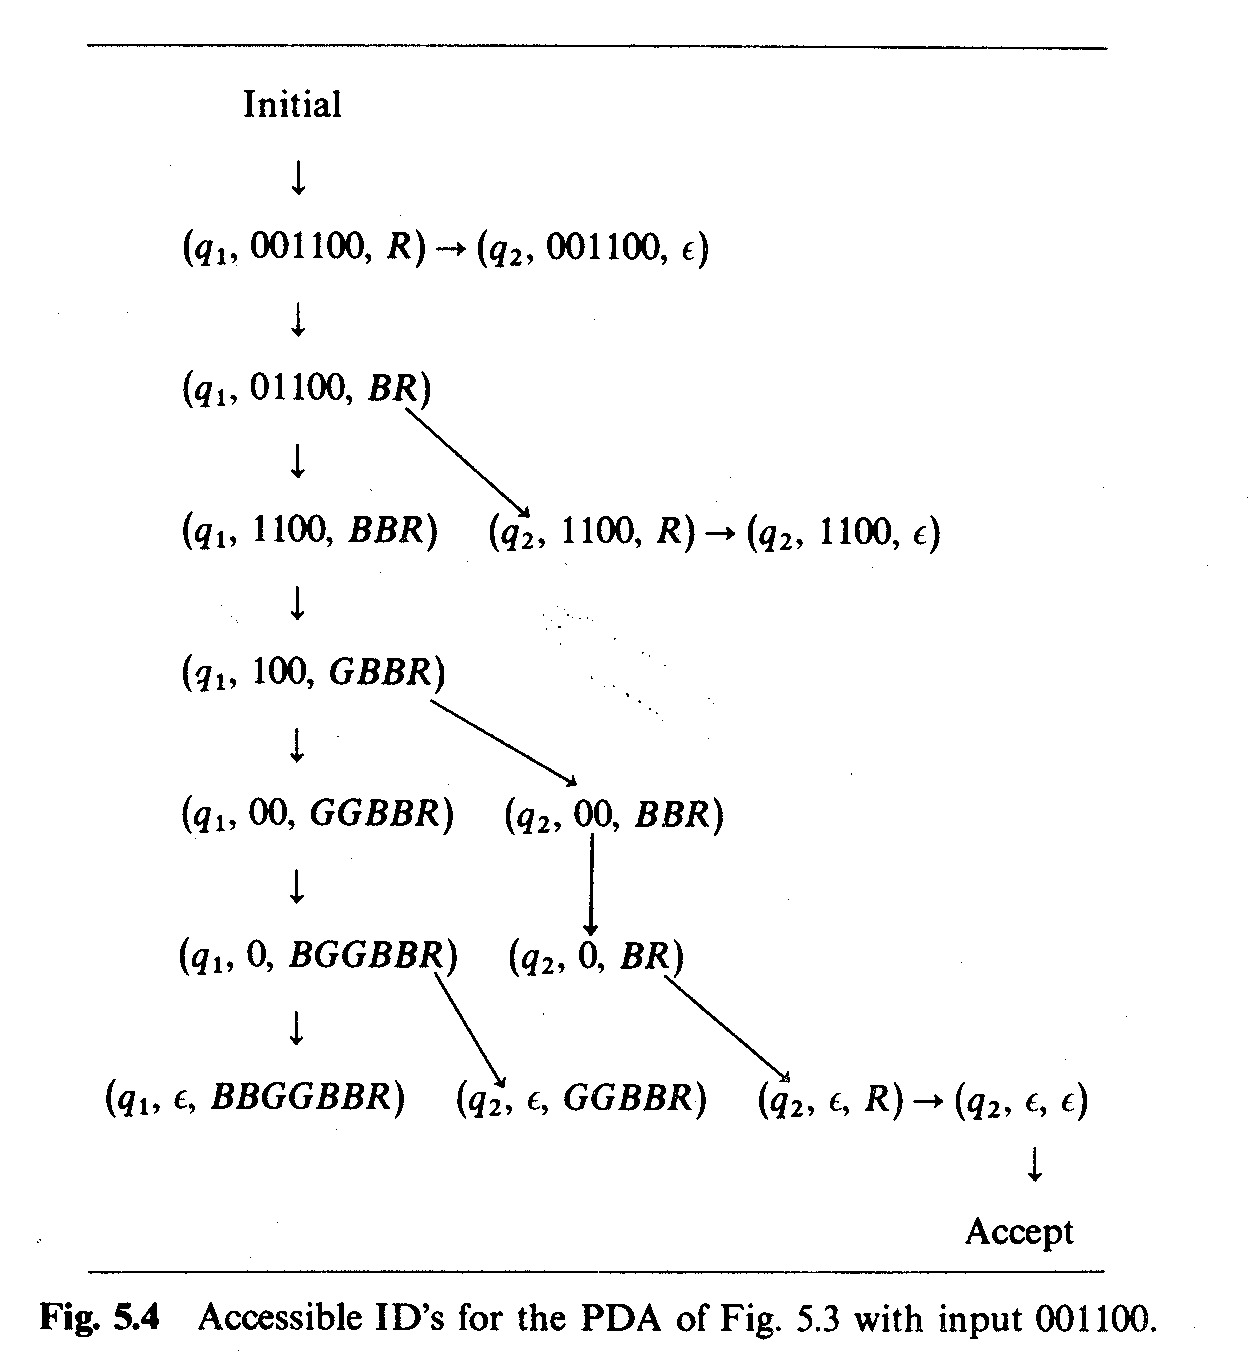 Initial
↓
(q₁, 001100, R) → (q₂, 001100, ϵ)
↓
(q₁, 01100, BR)
↓
(q₁, 1100, BBR) (q₂, 1100, R) → (q₂, 1100, ϵ)
↓
(q₁, 100, GBBR)
↓
(q₁, 00, GGBBR) (q₂, 00, BBR)
↓
(q₁, 0, BGGBBR) (q₂, 0, BR)
↓
(q₁, ϵ, BBGGBBR) (q₂, ϵ, GGBBR) (q₂, ϵ, R) → (q₂, ϵ, ϵ)
↓
Accept
Fig. 5.4 Accessible ID's for the PDA of Fig. 5.3 with input 001100.